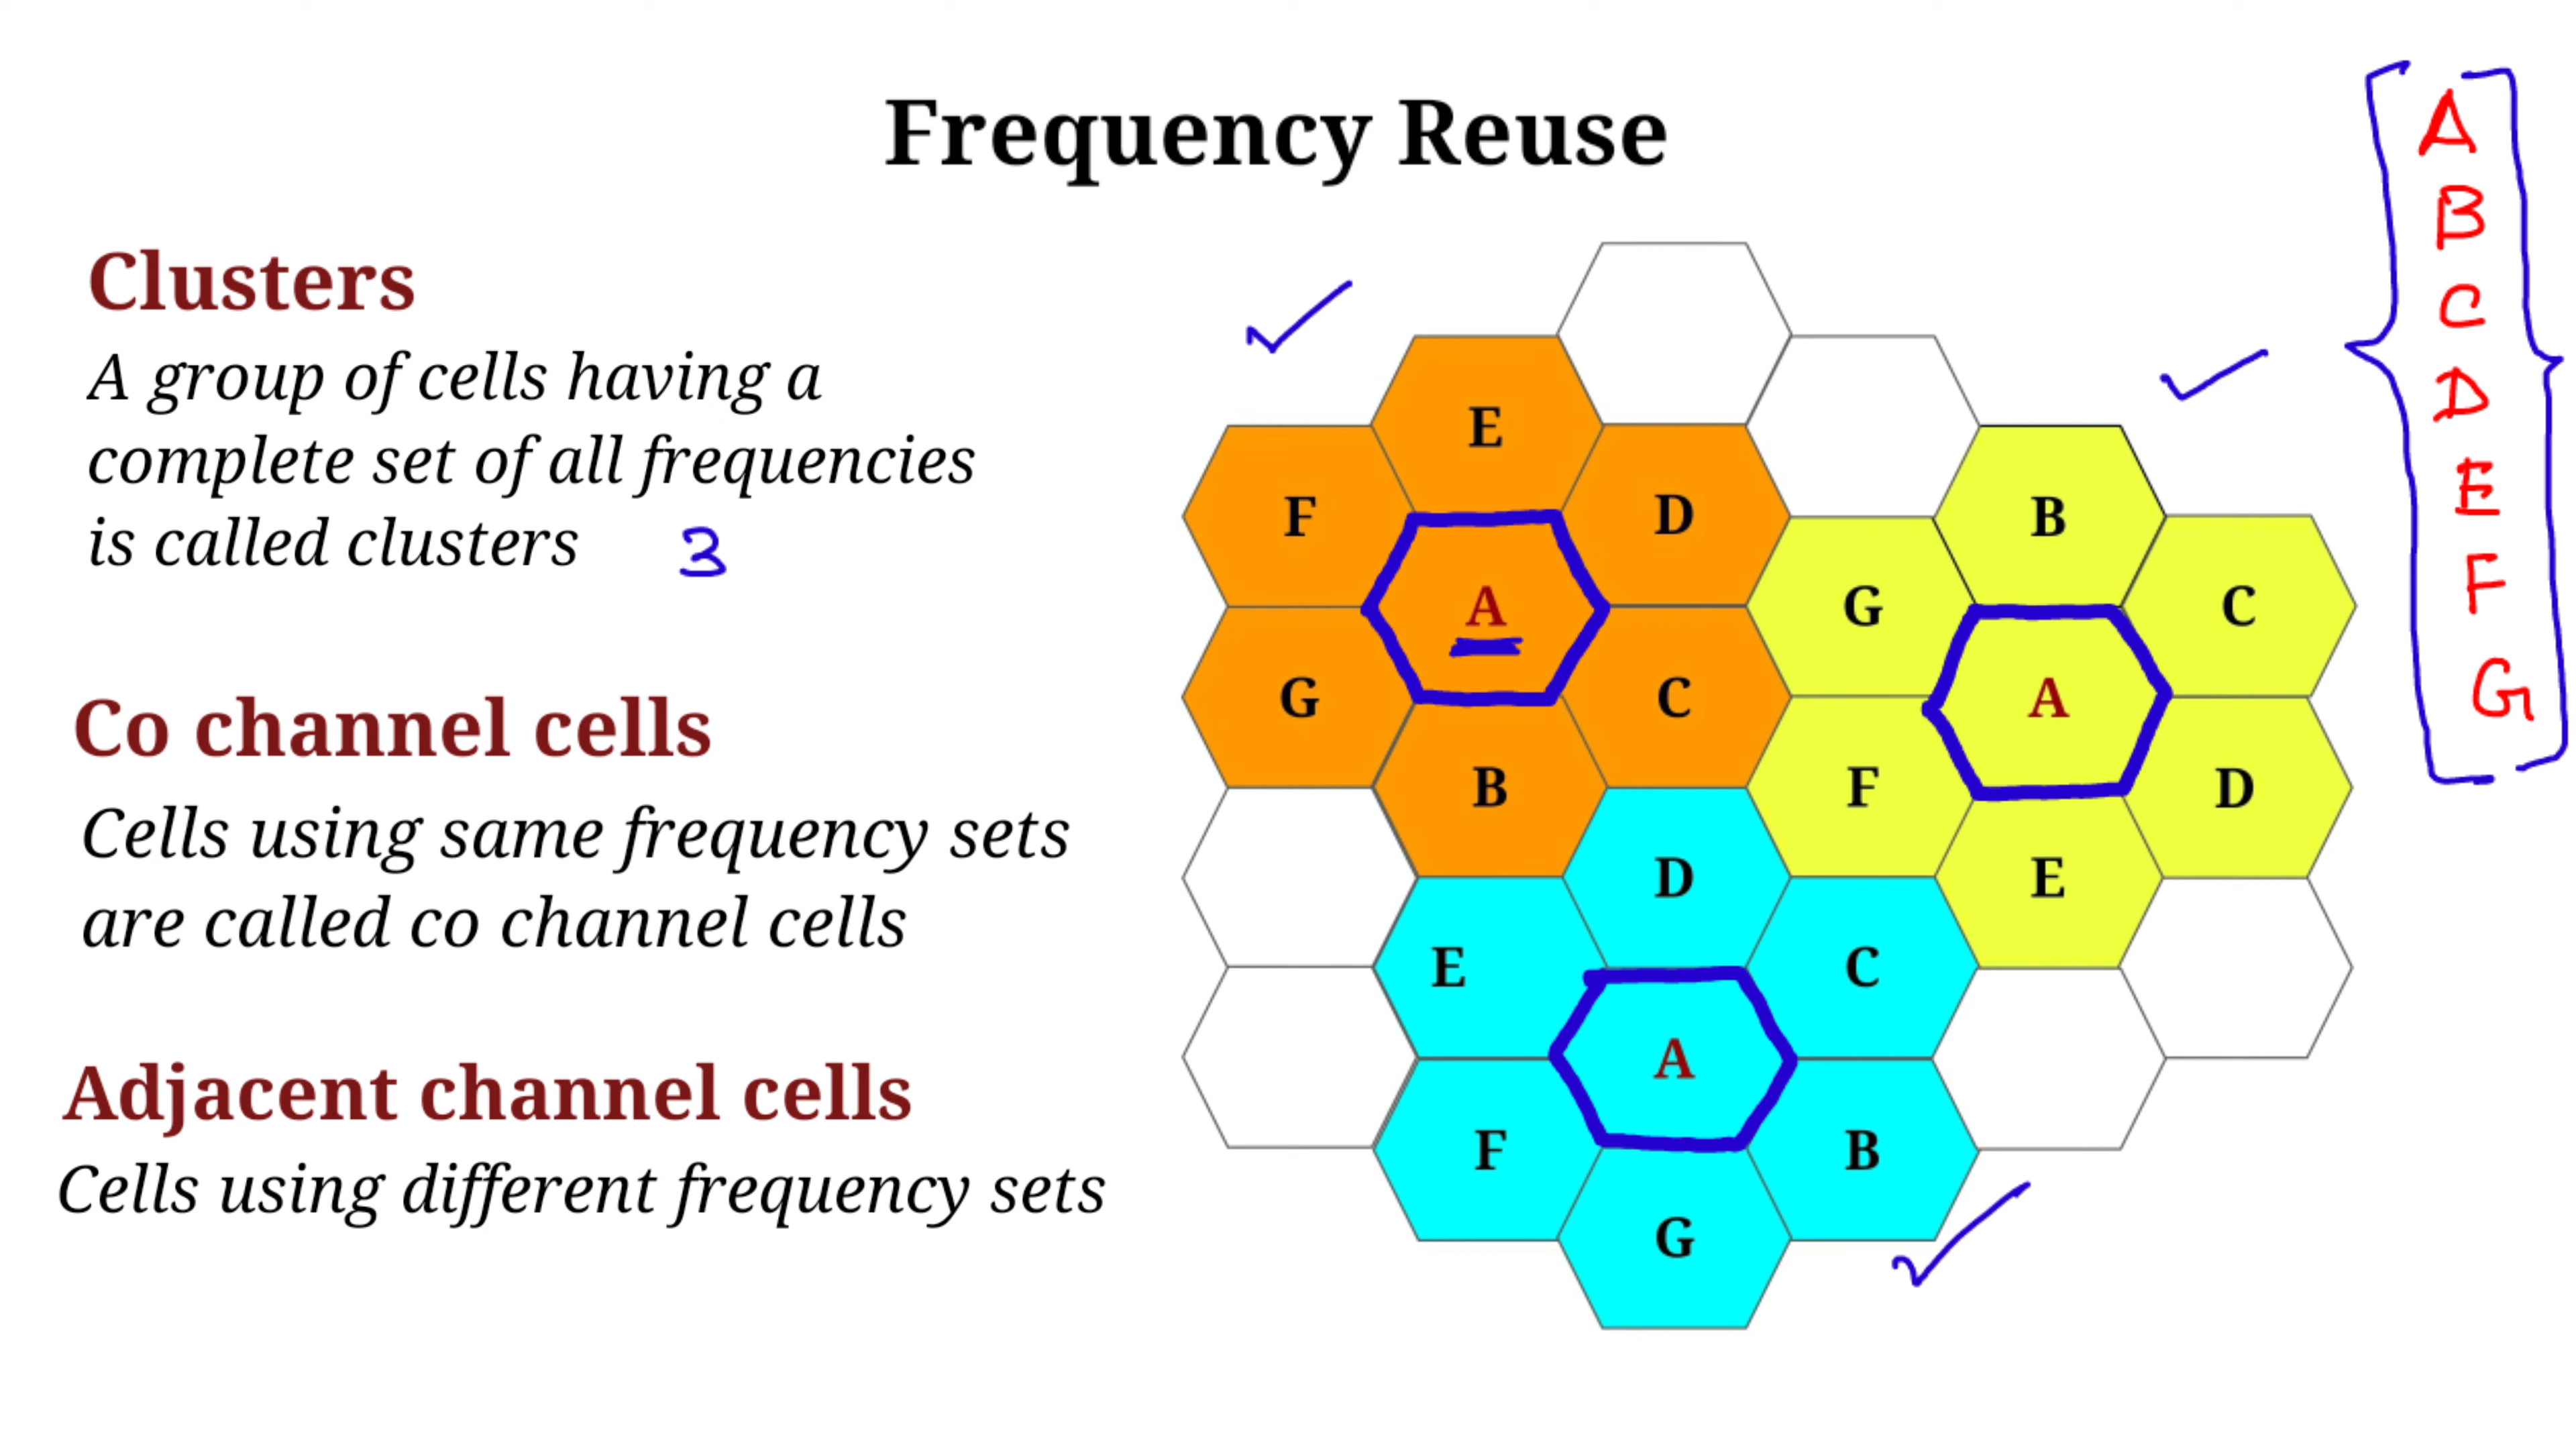 Frequency Reuse
Clusters
A group of cells having a
complete set of all frequencies
is called clusters 3
Co channel cells
Cells using same frequency sets
are called co channel cells
Adjacent channel cells
Cells using different frequency sets
E
F
D
A
G
C
B
B
G
C
A
F
D
E
D
E
C
A
F
B
G
A
B
C
D
E
F
G